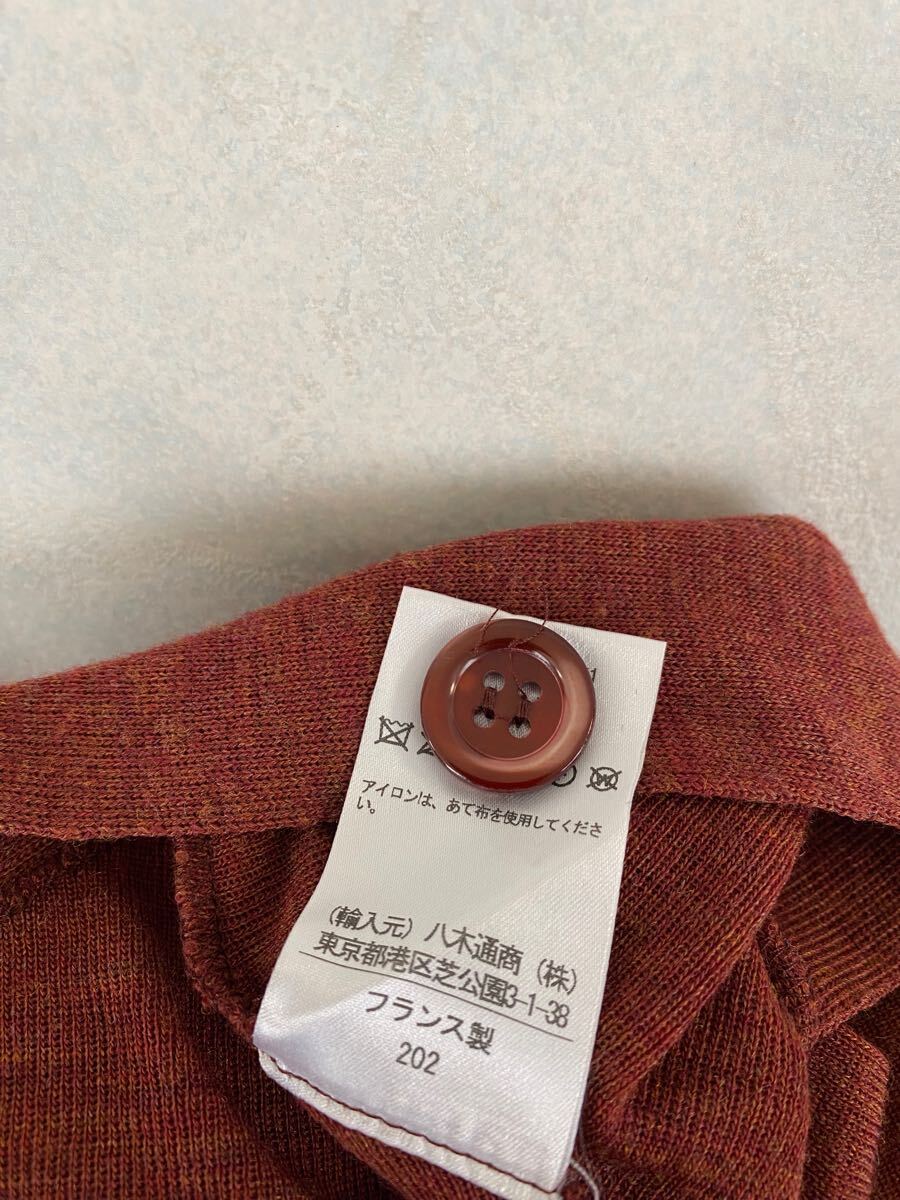 1
アイロンは、あて布を使用してくださ
い。
(輸入元) 八木通商 (株)
東京都港区芝公園3-1-38
フランス製
202